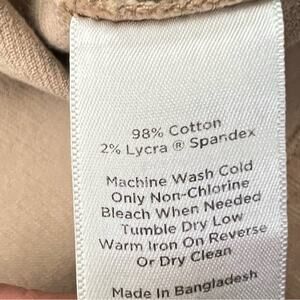 98% Cotton
2% Lycra ® Spandex
Machine Wash Cold
Only Non-Chlorine
Bleach When Needed
Tumble Dry Low
Warm Iron On Reverse
Or Dry Clean
Made In Bangladesh